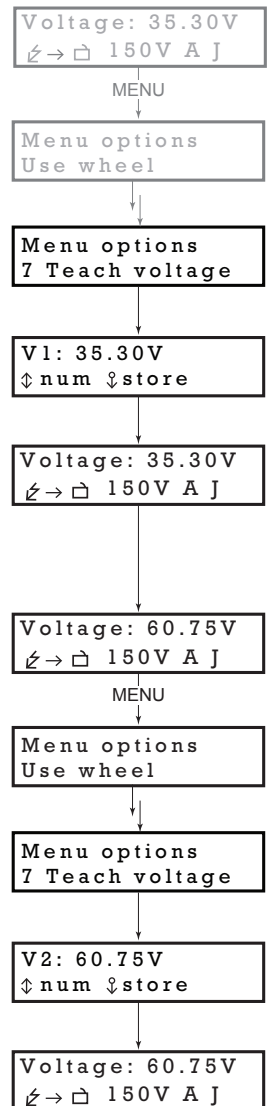 Voltage: 35.30V
→ 150V A J
MENU
Menu options
Use wheel
Menu options
7 Teach voltage
V1: 35.30V
↕ num store
Voltage: 35.30V
→ 150V A J
Voltage: 60.75V
→ 150V A J
MENU
Menu options
Use wheel
Menu options
7 Teach voltage
V2: 60.75V
↕ num store
Voltage: 60.75V
→ 150V A J